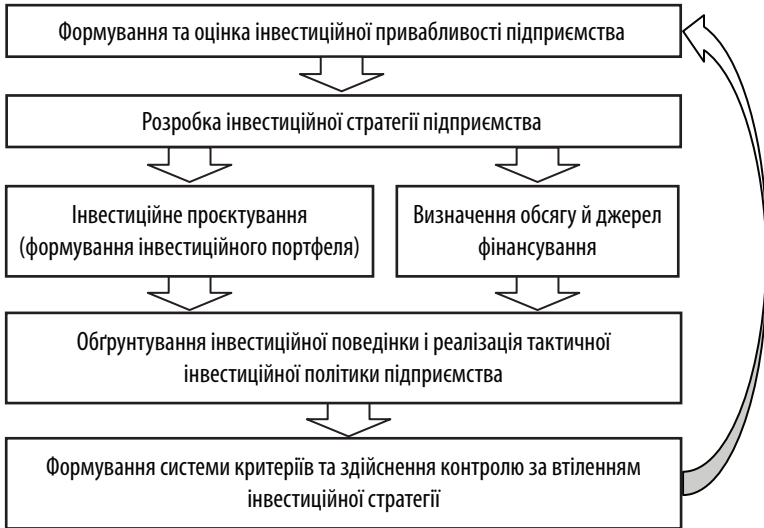 Формування та оцінка інвестиційної привабливості підприємства
Розробка інвестиційної стратегії підприємства
Інвестиційне проєктування
(формування інвестиційного портфеля)
Визначення обсягу й джерел
фінансування
Обґрунтування інвестиційної поведінки і реалізація тактичної
інвестиційної політики підприємства
Формування системи критеріїв та здійснення контролю за втіленням
інвестиційної стратегії